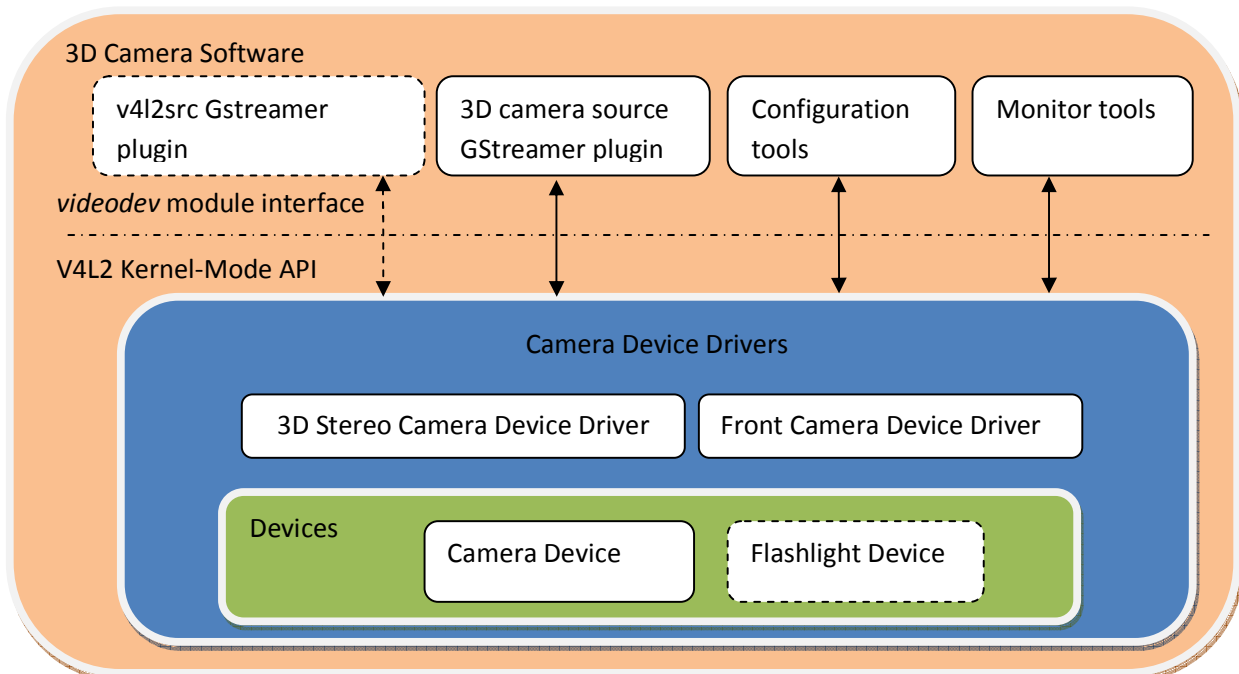 3D Camera Software
v4l2src Gstreamer
plugin
3D camera source
GStreamer plugin
Configuration
tools
Monitor tools
videodev module interface
V4L2 Kernel-Mode API
Camera Device Drivers
3D Stereo Camera Device Driver
Front Camera Device Driver
Devices
Camera Device
Flashlight Device